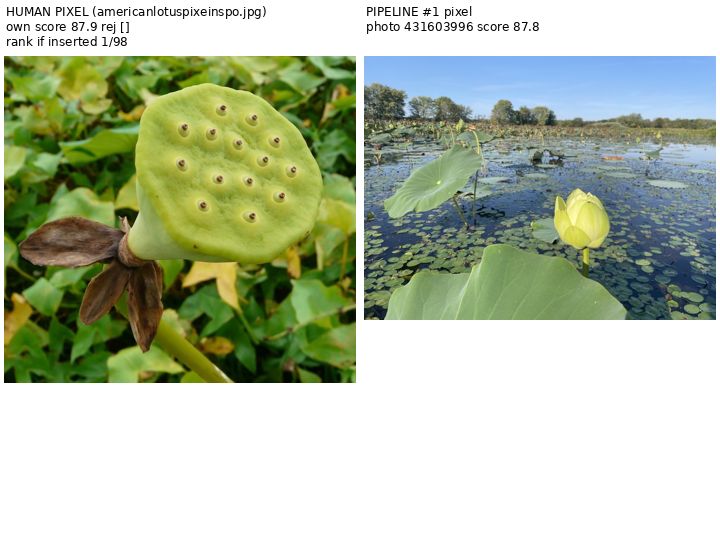 HUMAN PIXEL (americanlotuspixeinspo.jpg)
own score 87.9 rej []
rank if inserted 1/98
PIPELINE #1 pixel
photo 431603996 score 87.8